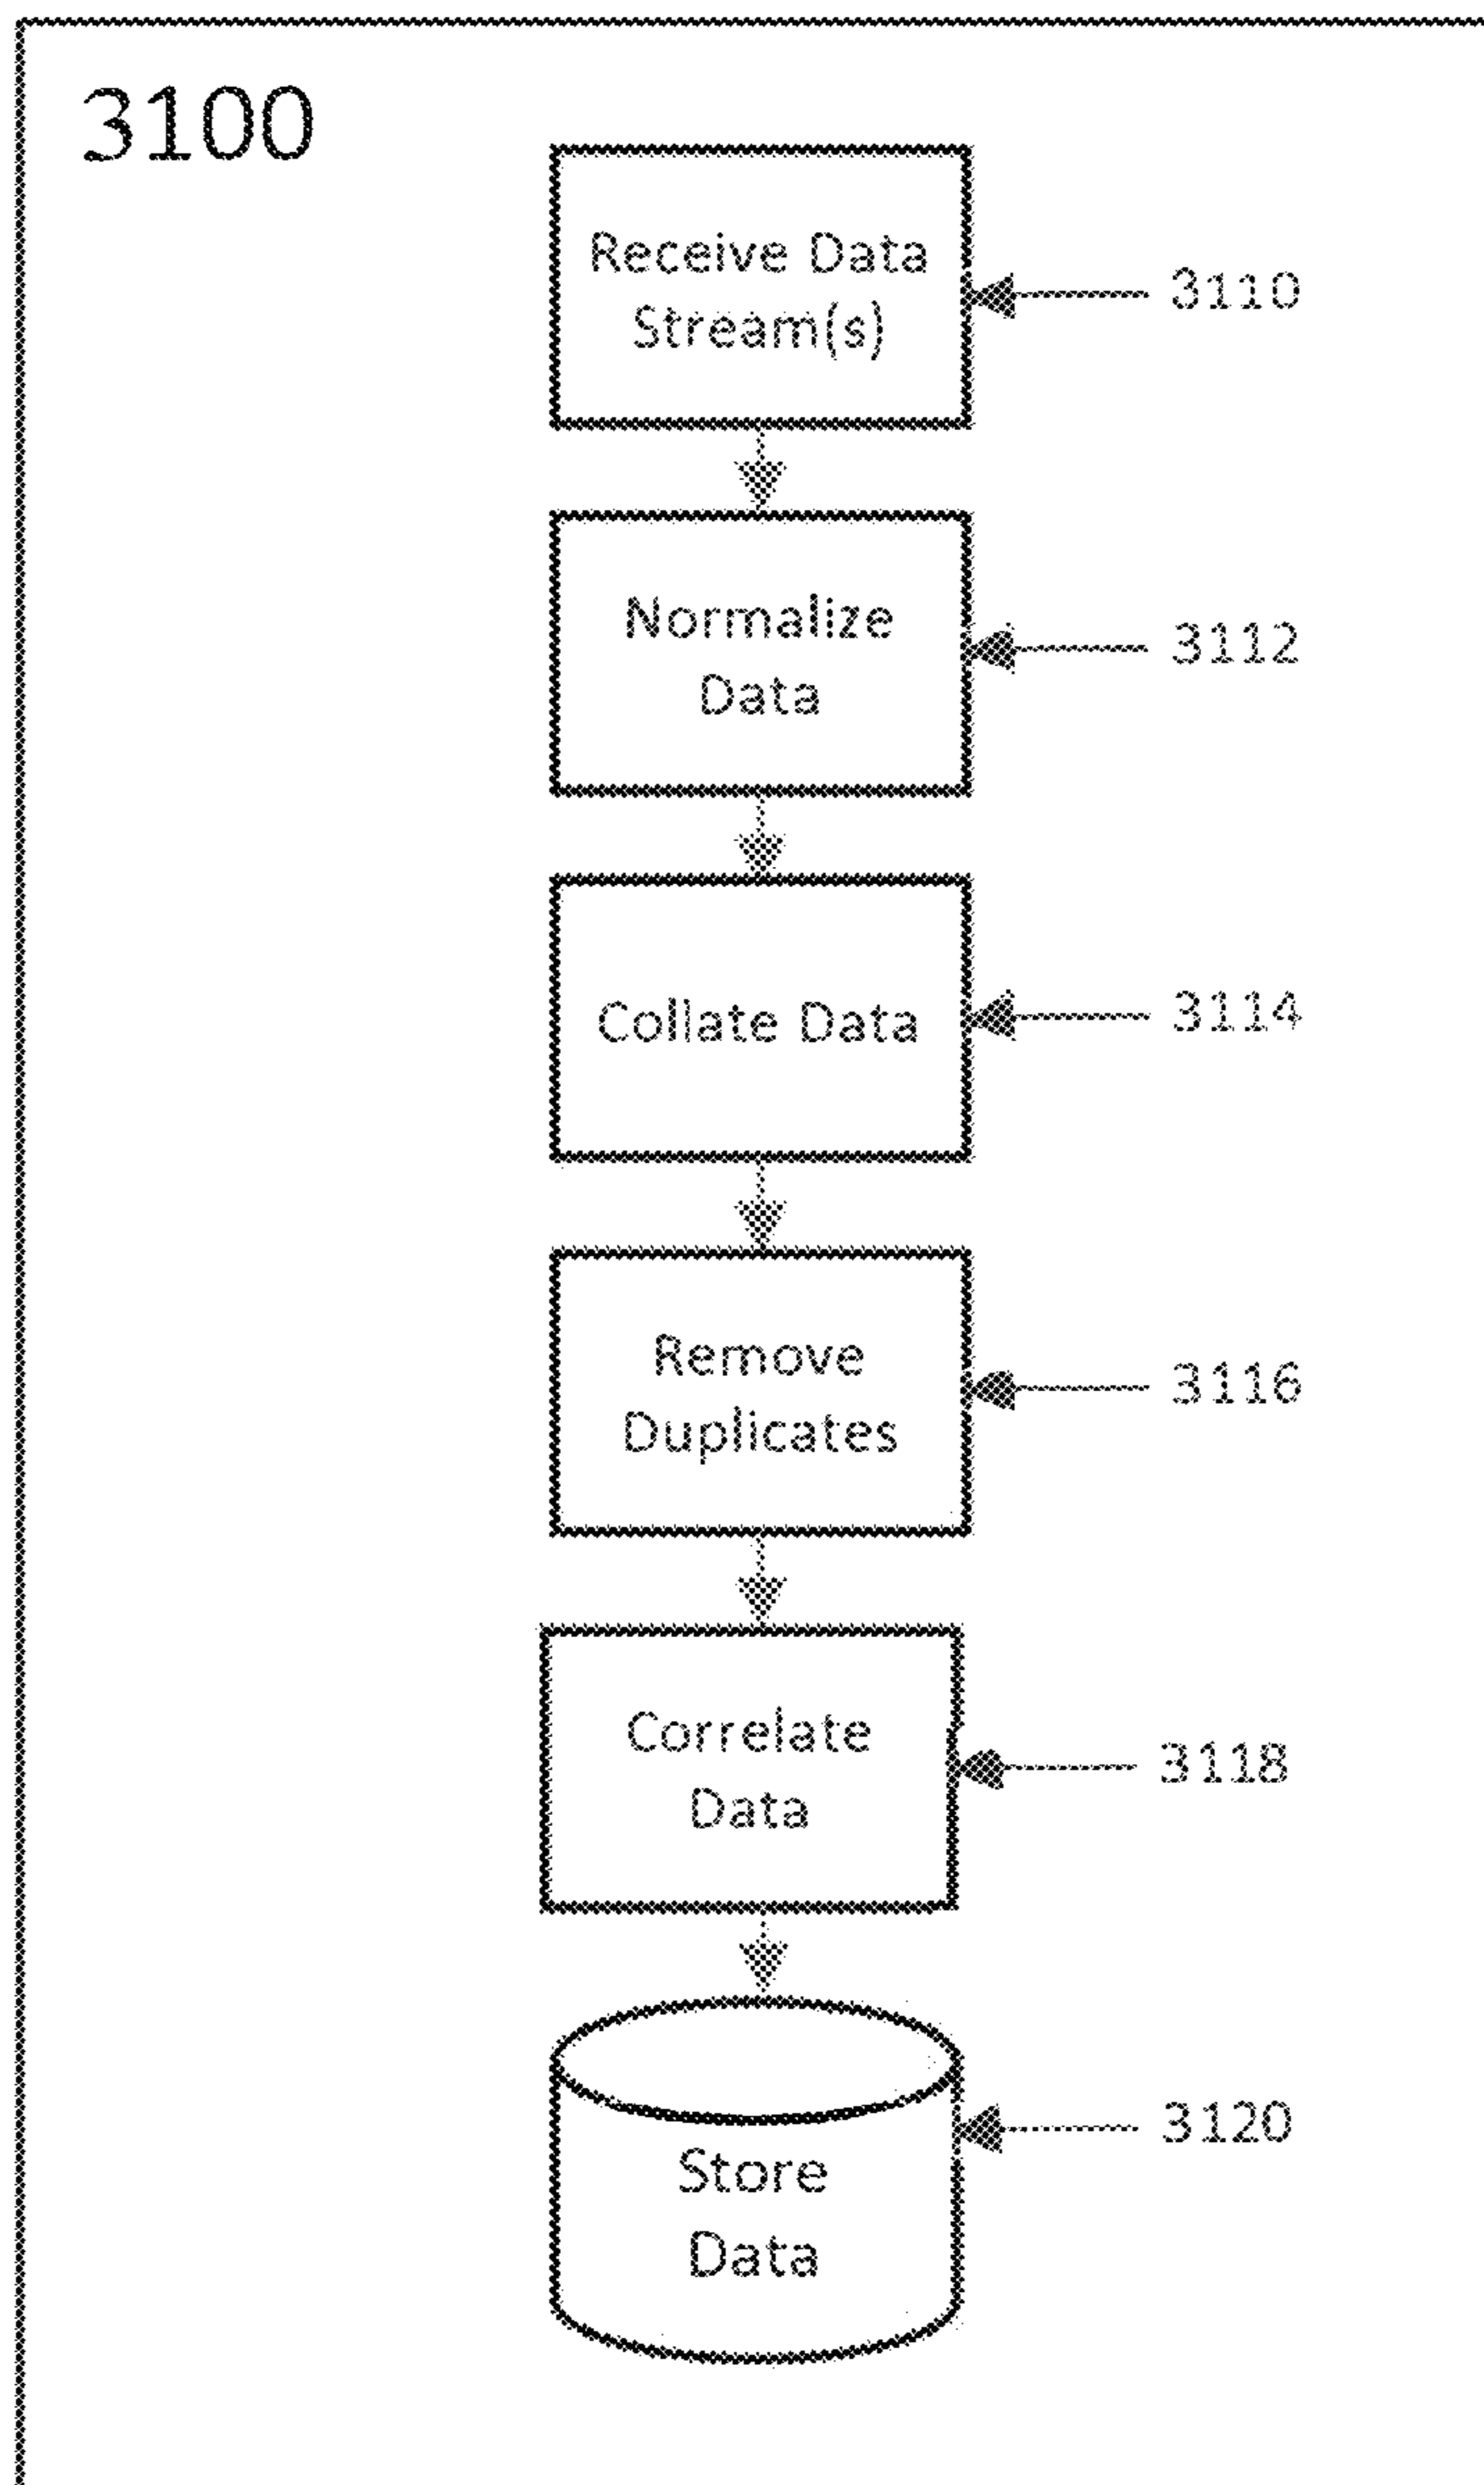 3100
Receive Data
Stream(s)
3110
Normalize
Data
3112
Collate Data
3114
Remove
Duplicates
3116
Correlate
Data
3118
Store
Data
3120